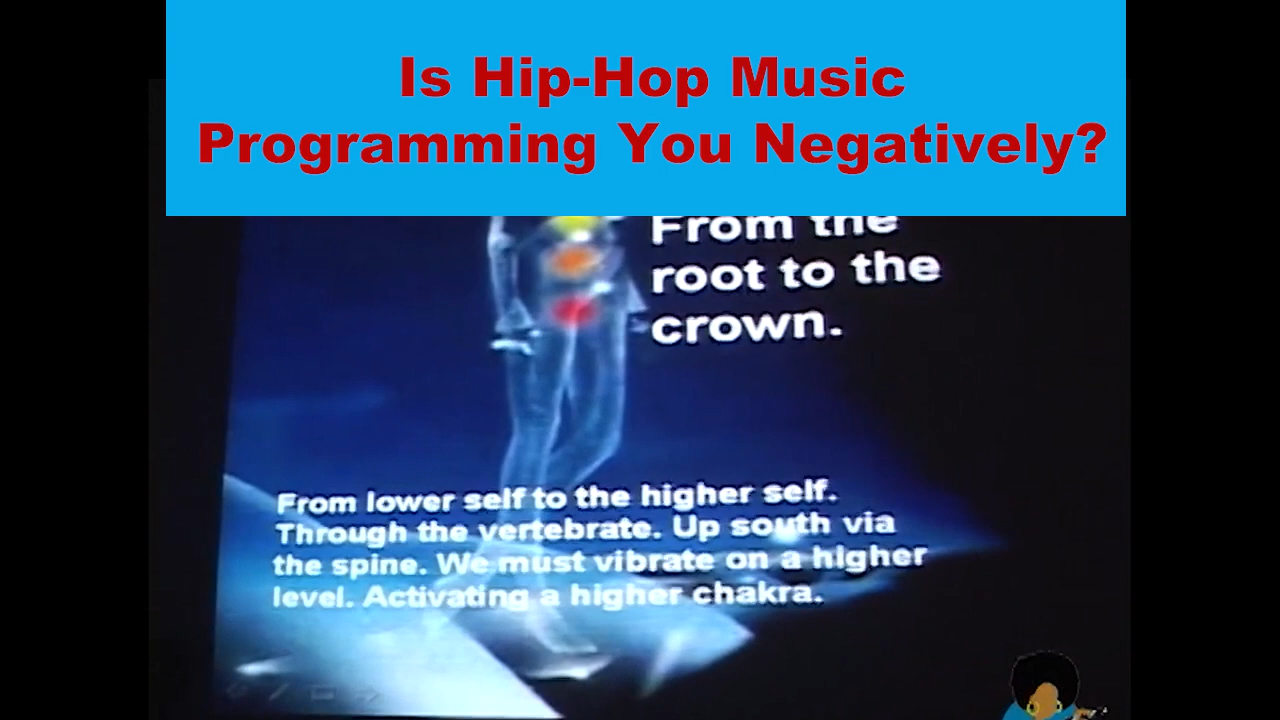 Is Hip-Hop Music
Programming You Negatively?
From the
root to the
crown.
From lower self to the higher self.
Through the vertebrate. Up south via
the spine. We must vibrate on a higher
level. Activating a higher chakra.